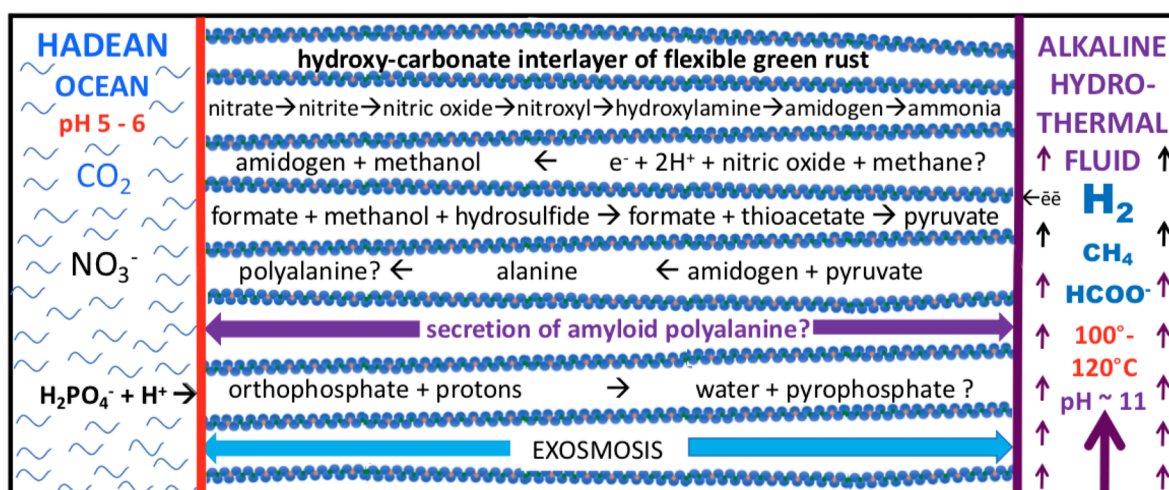 HADEAN
OCEAN
pH 5 - 6
CO₂
NO₃⁻
H₂PO₄⁻ + H⁺ →
hydroxy-carbonate interlayer of flexible green rust
nitrate→nitrite→nitric oxide→nitroxyl→hydroxylamine→amidogen→ammonia
amidogen + methanol ← e⁻ + 2H⁺ + nitric oxide + methane?
formate + methanol + hydrosulfide → formate + thioacetate → pyruvate
polyalanine? ← alanine ← amidogen + pyruvate
secretion of amyloid polyalanine?
orthophosphate + protons → water + pyrophosphate ?
EXOSMOSIS
ALKALINE
HYDRO-
THERMAL
FLUID
←ēē H₂
CH₄
HCOO⁻
100°-
120°C
pH ~ 11